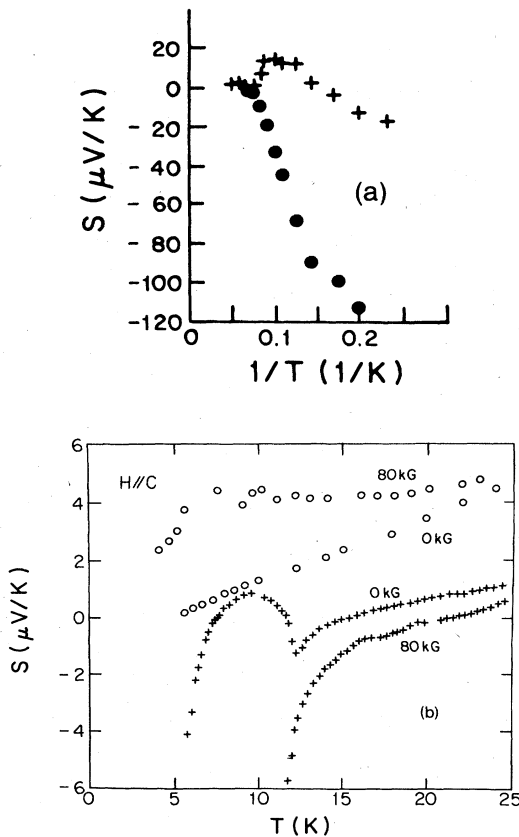 S (μV/K)
20
0
- 20
- 40
- 60
- 80
-100
-120
(a)
0
0.1
0.2
1/T (1/K)
6
4
2
0
-2
-4
-6
S (μV/K)
H//C
80kG
0kG
0kG
80kG
(b)
0
5
10
15
20
25
T (K)